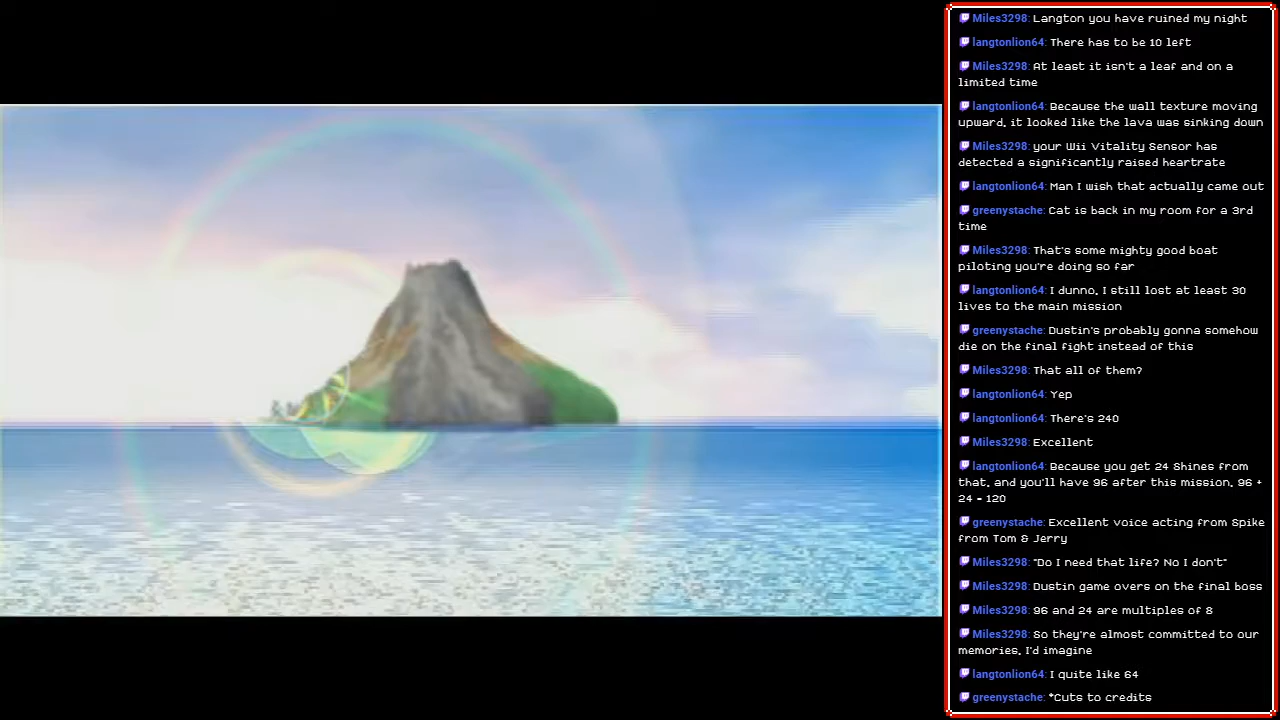 Miles3298: Langton you have ruined my night
langtonlion64: There has to be 10 left
Miles3298: At least it isn't a leaf and on a
limited time
langtonlion64: Because the wall texture moving
upward, it looked like the lava was sinking down
Miles3298: your Wii Vitality Sensor has
detected a significantly raised heartrate
langtonlion64: Man I wish that actually came out
greenystache: Cat is back in my room for a 3rd
time
Miles3298: That's some mighty good boat
piloting you're doing so far
langtonlion64: I dunno, I still lost at least 30
lives to the main mission
greenystache: Dustin's probably gonna somehow
die on the final fight instead of this
Miles3298: That all of them?
langtonlion64: Yep
langtonlion64: There's 240
Miles3298: Excellent
langtonlion64: Because you get 24 Shines from
that, and you'll have 96 after this mission. 96 +
24 = 120
greenystache: Excellent voice acting from Spike
from Tom & Jerry
Miles3298: "Do I need that life? No I don't"
Miles3298: Dustin game overs on the final boss
Miles3298: 96 and 24 are multiples of 8
Miles3298: So they're almost committed to our
memories, I'd imagine
langtonlion64: I quite like 64
greenystache: *Cuts to credits